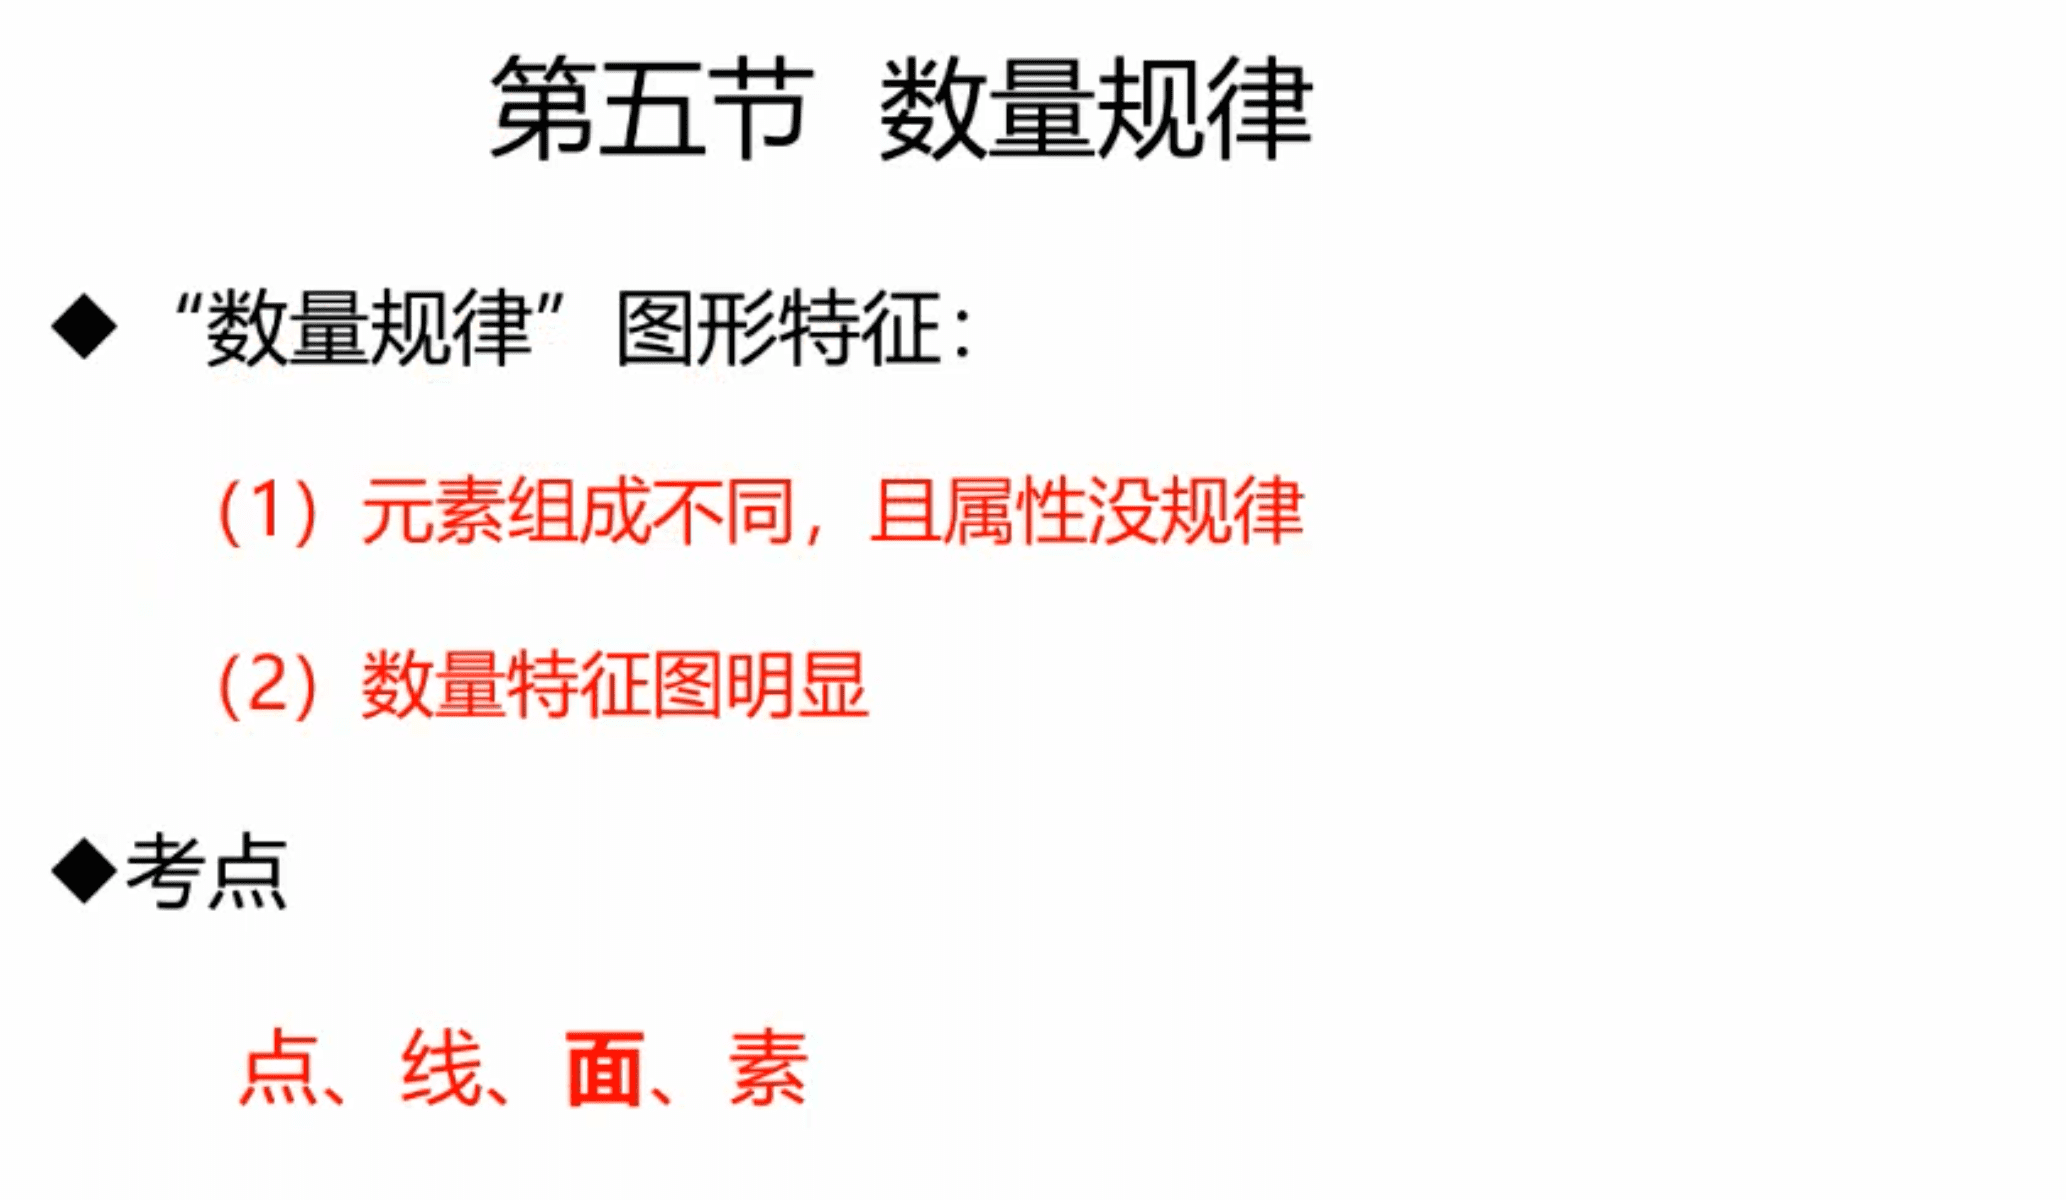 第五节 数量规律
◆ “数量规律” 图形特征：
（1）元素组成不同，且属性没规律
（2）数量特征图明显
◆考点
点、线、面、素